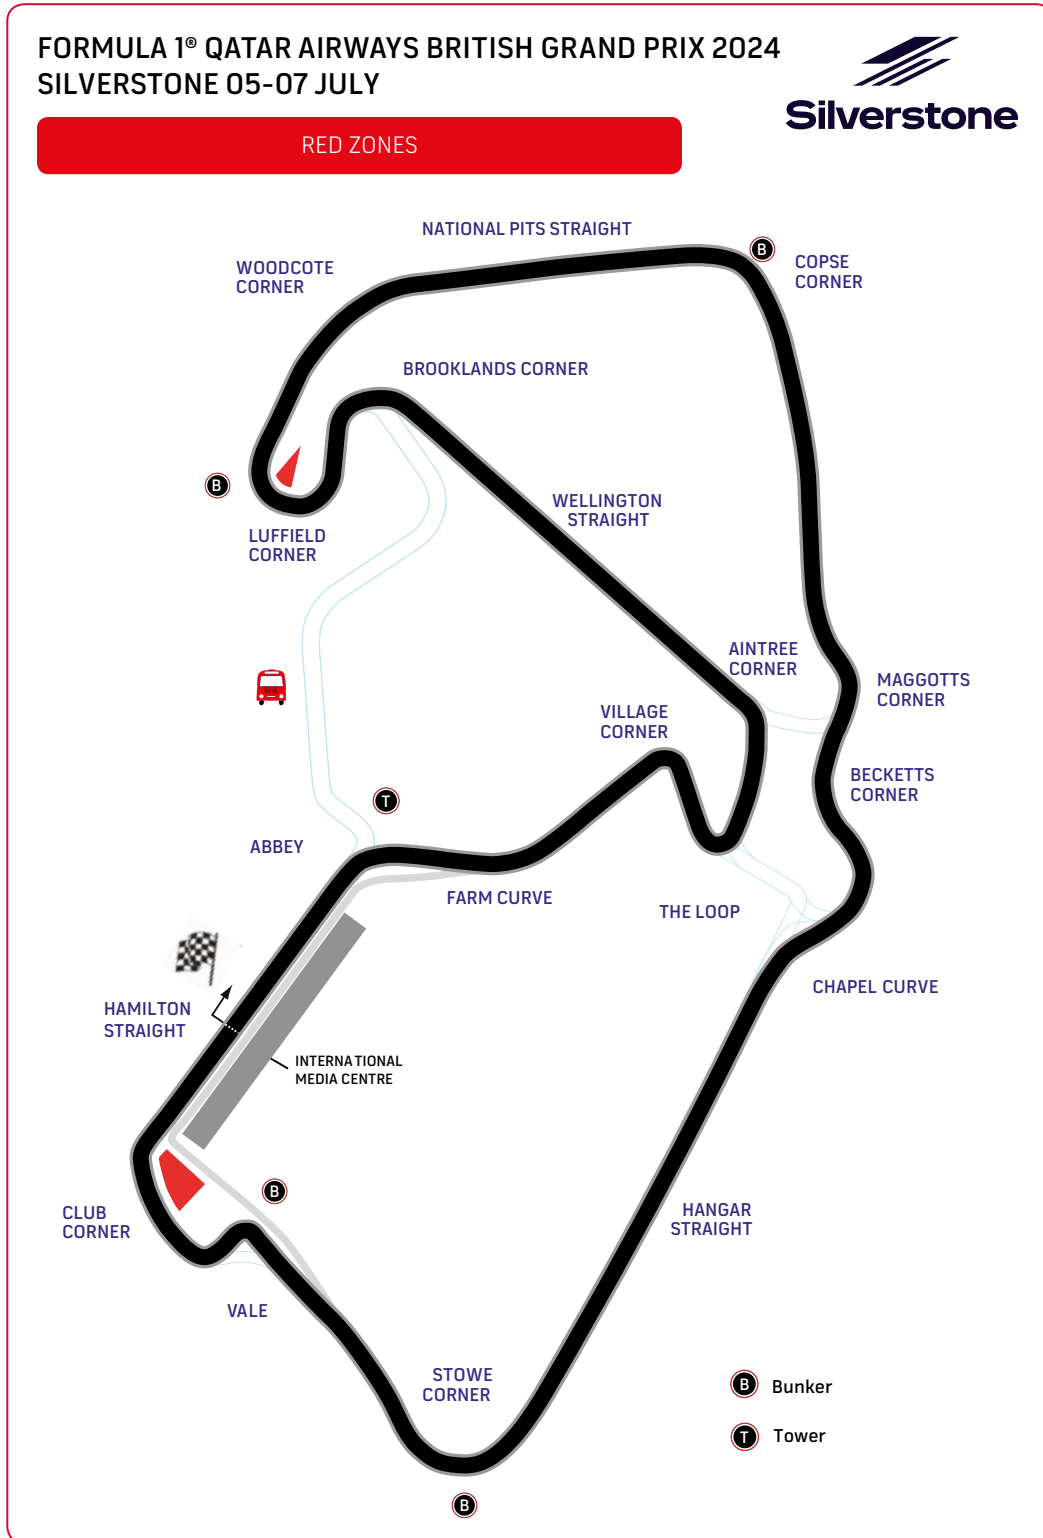 FORMULA 1® QATAR AIRWAYS BRITISH GRAND PRIX 2024
SILVERSTONE 05-07 JULY
Silverstone
RED ZONES
NATIONAL PITS STRAIGHT
B
COPSE
CORNER
WOODCOTE
CORNER
BROOKLANDS CORNER
B
WELLINGTON
STRAIGHT
LUFFIELD
CORNER
AINTREE
CORNER
MAGGOTTS
CORNER
BUS
VILLAGE
CORNER
BECKETTS
CORNER
T
ABBEY
FARM CURVE
THE LOOP
CHAPEL CURVE
HAMILTON
STRAIGHT
INTERNATIONAL
MEDIA CENTRE
B
CLUB
CORNER
HANGAR
STRAIGHT
VALE
STOWE
CORNER
B Bunker
T Tower
B